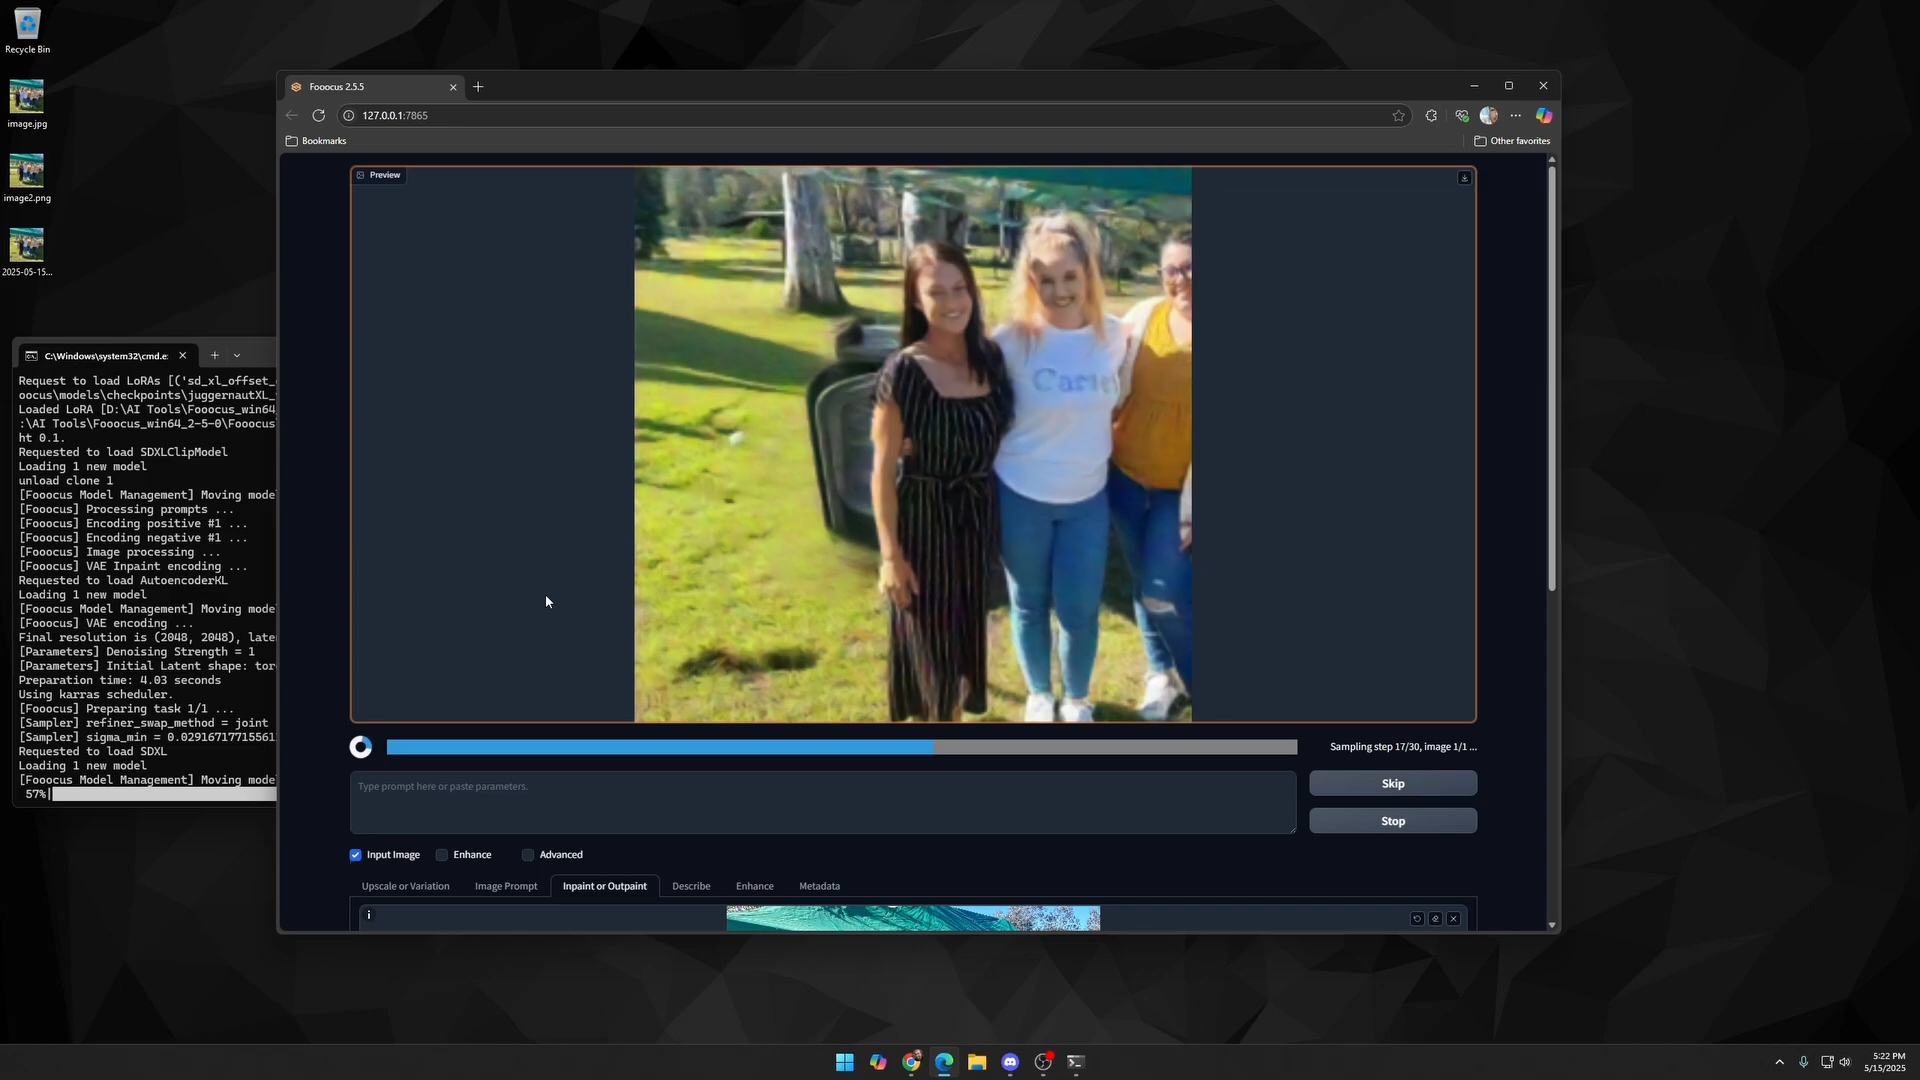 Recycle Bin
image.jpg
image2.png
2025-05-15...
Fooocus 2.5.5
127.0.0.1:7865
Bookmarks
Other favorites
Preview
Sampling step 17/30, image 1/1 ...
Type prompt here or paste parameters.
Skip
Stop
Input Image
Enhance
Advanced
Upscale or Variation
Image Prompt
Inpaint or Outpaint
Describe
Enhance
Metadata
C:\Windows\system32\cmd.e
Request to load LoRAs [('sd_xl_offset_
oocus\models\checkpoints\juggernautXL_
Loaded LoRA [D:\AI Tools\Fooocus_win64_
:\AI Tools\Fooocus_win64_2-5-0\Fooocus
ht 0.1.
Requested to load SDXLClipModel
Loading 1 new model
unload clone 1
[Fooocus Model Management] Moving mode
[Fooocus] Processing prompts ...
[Fooocus] Encoding positive #1 ...
[Fooocus] Encoding negative #1 ...
[Fooocus] Image processing ...
[Fooocus] VAE Inpaint encoding ...
Requested to load AutoencoderKL
Loading 1 new model
[Fooocus Model Management] Moving mode
[Fooocus] VAE encoding ...
Final resolution is (2048, 2048), late
[Parameters] Denoising Strength = 1
[Parameters] Initial Latent shape: tor
Preparation time: 4.03 seconds
Using karras scheduler.
[Fooocus] Preparing task 1/1 ...
[Sampler] refiner_swap_method = joint
[Sampler] sigma_min = 0.02916717715561
Requested to load SDXL
Loading 1 new model
[Fooocus Model Management] Moving mode
57%|
5:22 PM
5/15/2025